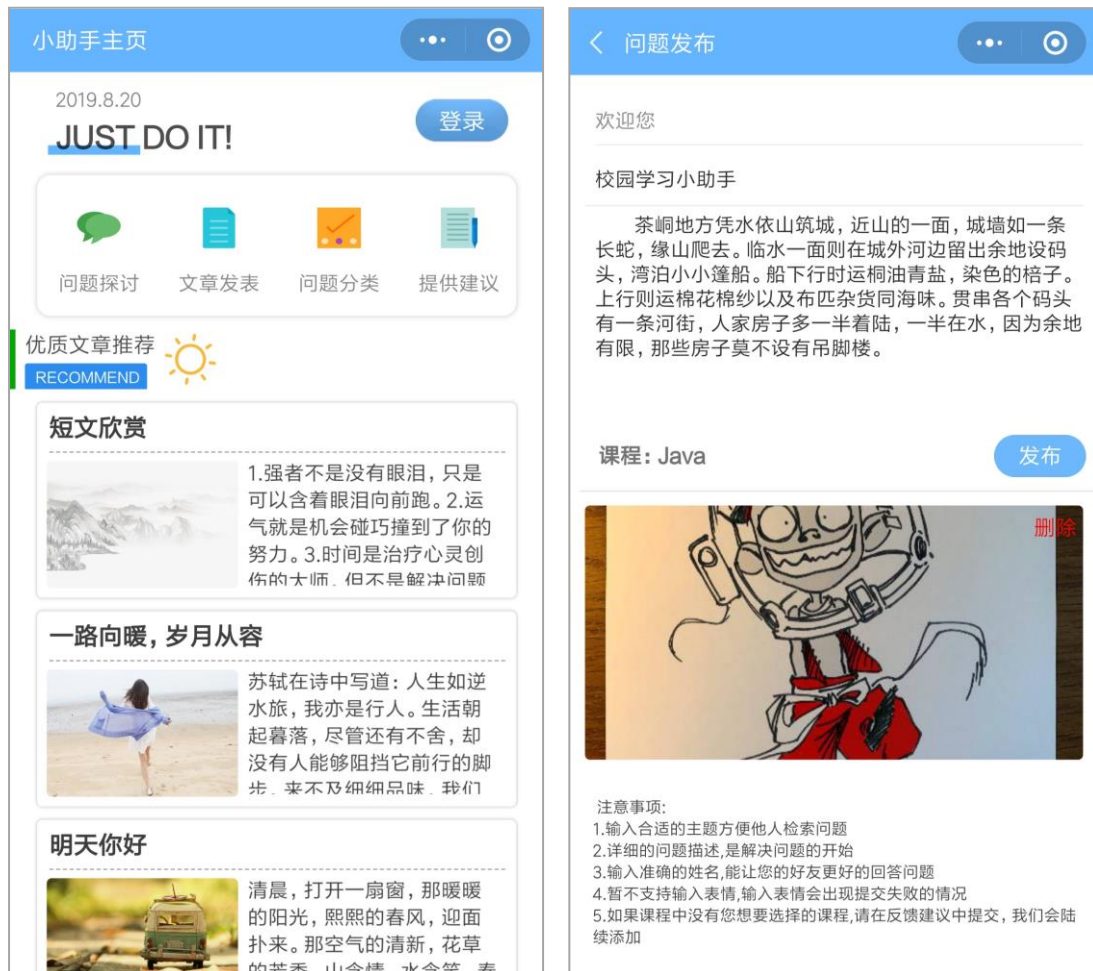 小助手主页
2019.8.20
JUST DO IT!
登录
问题探讨
文章发表
问题分类
提供建议
优质文章推荐
RECOMMEND
短文欣赏
1.强者不是没有眼泪，只是
可以含着眼泪向前跑。2.运
气就是机会碰巧撞到了你的
努力。3.时间是治疗心灵创
伤的大师，但不是解决问题
一路向暖，岁月从容
苏轼在诗中写道：人生如逆
水旅，我亦是行人。生活朝
起暮落，尽管还有不舍，却
没有人能够阻挡它前行的脚
步，来不及细细品味，我们
明天你好
清晨，打开一扇窗，那暖暖
的阳光，熙熙的春风，迎面
扑来。那空气的清新，花草
问题发布
欢迎您
校园学习小助手
茶峒地方凭水依山筑城，近山的一面，城墙如一条
长蛇，缘山爬去。临水一面则在城外河边留出余地设码
头，湾泊小小篷船。船下行时运桐油青盐，染色的棓子。
上行则运棉花棉纱以及布匹杂货同海味。贯串各个码头
有一条河街，人家房子多一半着陆，一半在水，因为余地
有限，那些房子莫不设有吊脚楼。
课程：Java
发布
删除
注意事项:
1.输入合适的主题方便他人检索问题
2.详细的问题描述,是解决问题的开始
3.输入准确的姓名,能让您的好友更好的回答问题
4.暂不支持输入表情,输入表情会出现提交失败的情况
5.如果课程中没有您想要选择的课程,请在反馈建议中提交，我们会陆
续添加